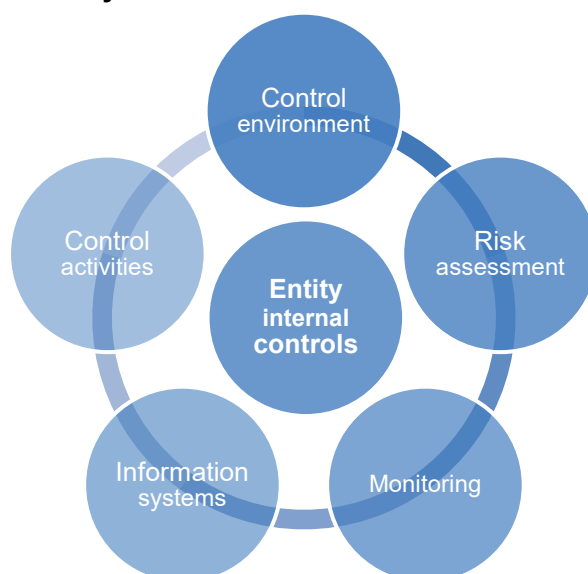 Control
environment
Risk
assessment
Monitoring
Information
systems
Control
activities
Entity
internal
controls